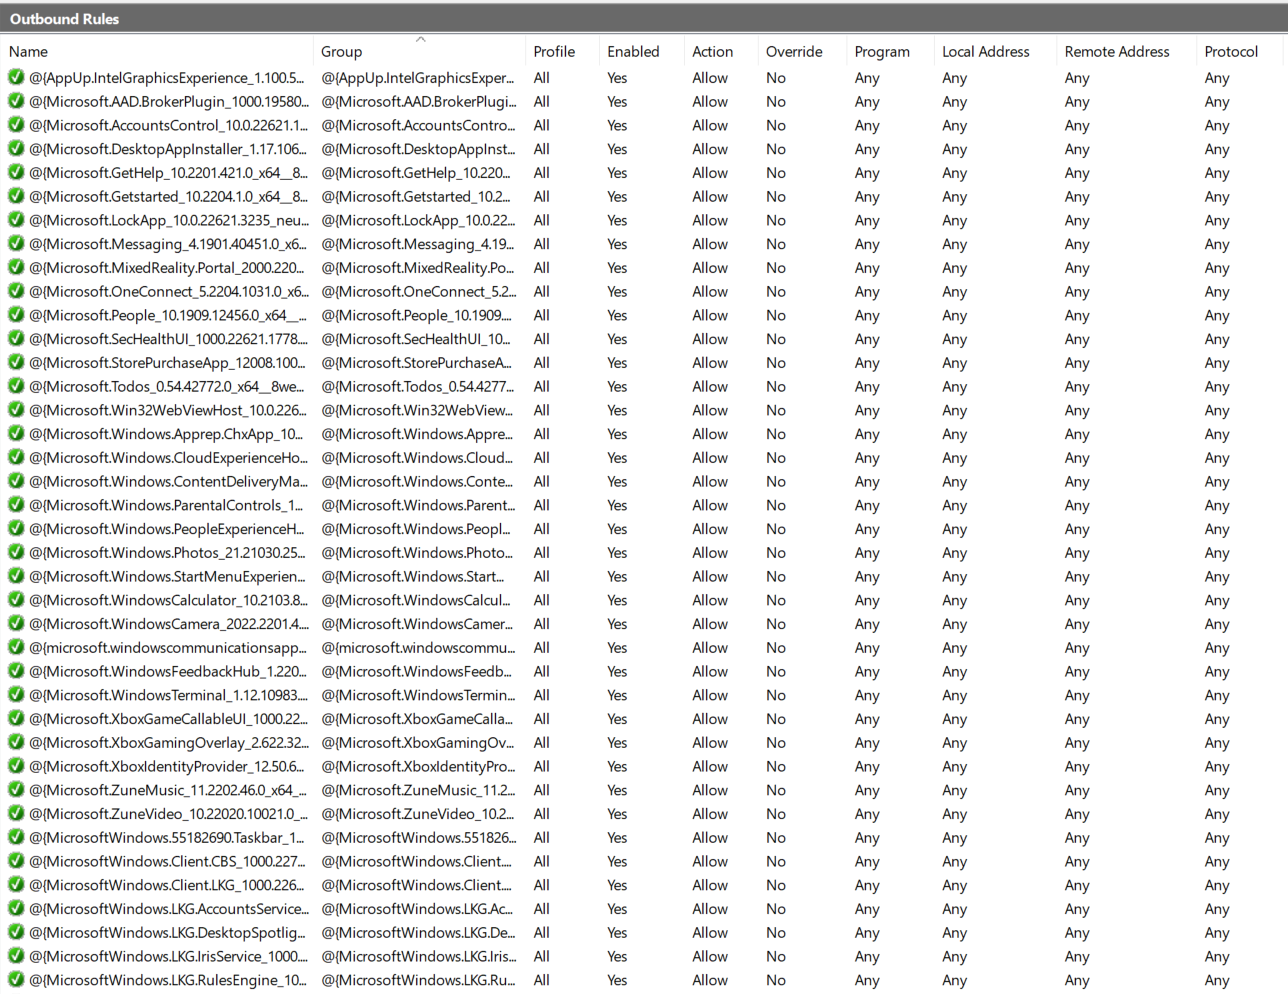 Outbound Rules
Name Group Profile Enabled Action Override Program Local Address Remote Address Protocol
@{AppUp.IntelGraphicsExperience_1.100.5... @{AppUp.IntelGraphicsExper... All Yes Allow No Any Any Any Any
@{Microsoft.AAD.BrokerPlugin_1000.19580... @{Microsoft.AAD.BrokerPlugi... All Yes Allow No Any Any Any Any
@{Microsoft.AccountsControl_10.0.22621.1... @{Microsoft.AccountsContro... All Yes Allow No Any Any Any Any
@{Microsoft.DesktopAppInstaller_1.17.106... @{Microsoft.DesktopAppInst... All Yes Allow No Any Any Any Any
@{Microsoft.GetHelp_10.2201.421.0_x64__8... @{Microsoft.GetHelp_10.220... All Yes Allow No Any Any Any Any
@{Microsoft.Getstarted_10.2204.1.0_x64__8... @{Microsoft.Getstarted_10.2... All Yes Allow No Any Any Any Any
@{Microsoft.LockApp_10.0.22621.3235_neu... @{Microsoft.LockApp_10.0.22... All Yes Allow No Any Any Any Any
@{Microsoft.Messaging_4.1901.40451.0_x6... @{Microsoft.Messaging_4.19... All Yes Allow No Any Any Any Any
@{Microsoft.MixedReality.Portal_2000.220... @{Microsoft.MixedReality.Po... All Yes Allow No Any Any Any Any
@{Microsoft.OneConnect_5.2204.1031.0_x6... @{Microsoft.OneConnect_5.2... All Yes Allow No Any Any Any Any
@{Microsoft.People_10.1909.12456.0_x64__... @{Microsoft.People_10.1909.... All Yes Allow No Any Any Any Any
@{Microsoft.SecHealthUI_1000.22621.1778.... @{Microsoft.SecHealthUI_10... All Yes Allow No Any Any Any Any
@{Microsoft.StorePurchaseApp_12008.100... @{Microsoft.StorePurchaseA... All Yes Allow No Any Any Any Any
@{Microsoft.Todos_0.54.42772.0_x64__8we... @{Microsoft.Todos_0.54.4277... All Yes Allow No Any Any Any Any
@{Microsoft.Win32WebViewHost_10.0.226... @{Microsoft.Win32WebView... All Yes Allow No Any Any Any Any
@{Microsoft.Windows.Apprep.ChxApp_10... @{Microsoft.Windows.Appre... All Yes Allow No Any Any Any Any
@{Microsoft.Windows.CloudExperienceHo... @{Microsoft.Windows.Cloud... All Yes Allow No Any Any Any Any
@{Microsoft.Windows.ContentDeliveryMa... @{Microsoft.Windows.Conte... All Yes Allow No Any Any Any Any
@{Microsoft.Windows.ParentalControls_1... @{Microsoft.Windows.Parent... All Yes Allow No Any Any Any Any
@{Microsoft.Windows.PeopleExperienceH... @{Microsoft.Windows.Peopl... All Yes Allow No Any Any Any Any
@{Microsoft.Windows.Photos_21.21030.25... @{Microsoft.Windows.Photo... All Yes Allow No Any Any Any Any
@{Microsoft.Windows.StartMenuExperien... @{Microsoft.Windows.Start... All Yes Allow No Any Any Any Any
@{Microsoft.WindowsCalculator_10.2103.8... @{Microsoft.WindowsCalcul... All Yes Allow No Any Any Any Any
@{Microsoft.WindowsCamera_2022.2201.4.... @{Microsoft.WindowsCamer... All Yes Allow No Any Any Any Any
@{microsoft.windowscommunicationsapp... @{microsoft.windowscommu... All Yes Allow No Any Any Any Any
@{Microsoft.WindowsFeedbackHub_1.220... @{Microsoft.WindowsFeedb... All Yes Allow No Any Any Any Any
@{Microsoft.WindowsTerminal_1.12.10983.... @{Microsoft.WindowsTermin... All Yes Allow No Any Any Any Any
@{Microsoft.XboxGameCallableUI_1000.22... @{Microsoft.XboxGameCalla... All Yes Allow No Any Any Any Any
@{Microsoft.XboxGamingOverlay_2.622.32... @{Microsoft.XboxGamingOv... All Yes Allow No Any Any Any Any
@{Microsoft.XboxIdentityProvider_12.50.6... @{Microsoft.XboxIdentityPro... All Yes Allow No Any Any Any Any
@{Microsoft.ZuneMusic_11.2202.46.0_x64_... @{Microsoft.ZuneMusic_11.2... All Yes Allow No Any Any Any Any
@{Microsoft.ZuneVideo_10.22020.10021.0_... @{Microsoft.ZuneVideo_10.2... All Yes Allow No Any Any Any Any
@{MicrosoftWindows.55182690.Taskbar_1... @{MicrosoftWindows.551826... All Yes Allow No Any Any Any Any
@{MicrosoftWindows.Client.CBS_1000.227... @{MicrosoftWindows.Client.... All Yes Allow No Any Any Any Any
@{MicrosoftWindows.Client.LKG_1000.226... @{MicrosoftWindows.Client.... All Yes Allow No Any Any Any Any
@{MicrosoftWindows.LKG.AccountsService... @{MicrosoftWindows.LKG.Ac... All Yes Allow No Any Any Any Any
@{MicrosoftWindows.LKG.DesktopSpotlig... @{MicrosoftWindows.LKG.De... All Yes Allow No Any Any Any Any
@{MicrosoftWindows.LKG.IrisService_1000.... @{MicrosoftWindows.LKG.Iris... All Yes Allow No Any Any Any Any
@{MicrosoftWindows.LKG.RulesEngine_10... @{MicrosoftWindows.LKG.Ru... All Yes Allow No Any Any Any Any